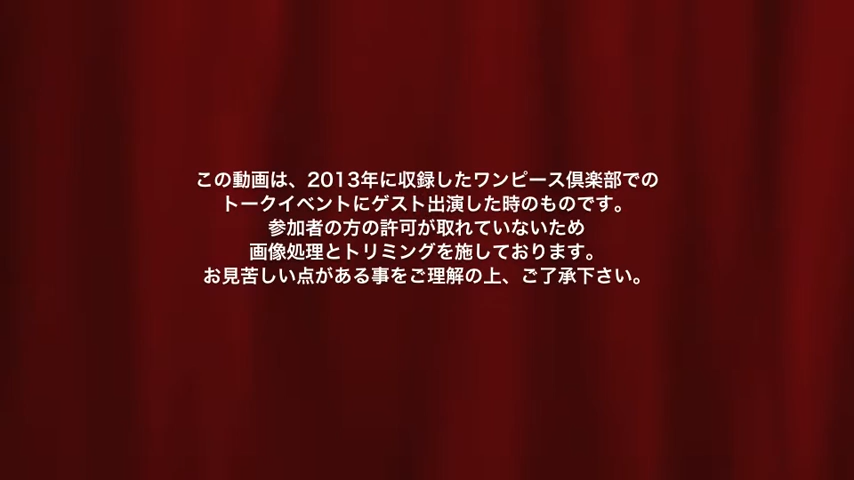 この動画は、2013年に収録したワンピース倶楽部での
トークイベントにゲスト出演した時のものです。
参加者の方の許可が取れていないため
画像処理とトリミングを施しております。
お見苦しい点がある事をご理解の上、ご了承下さい。